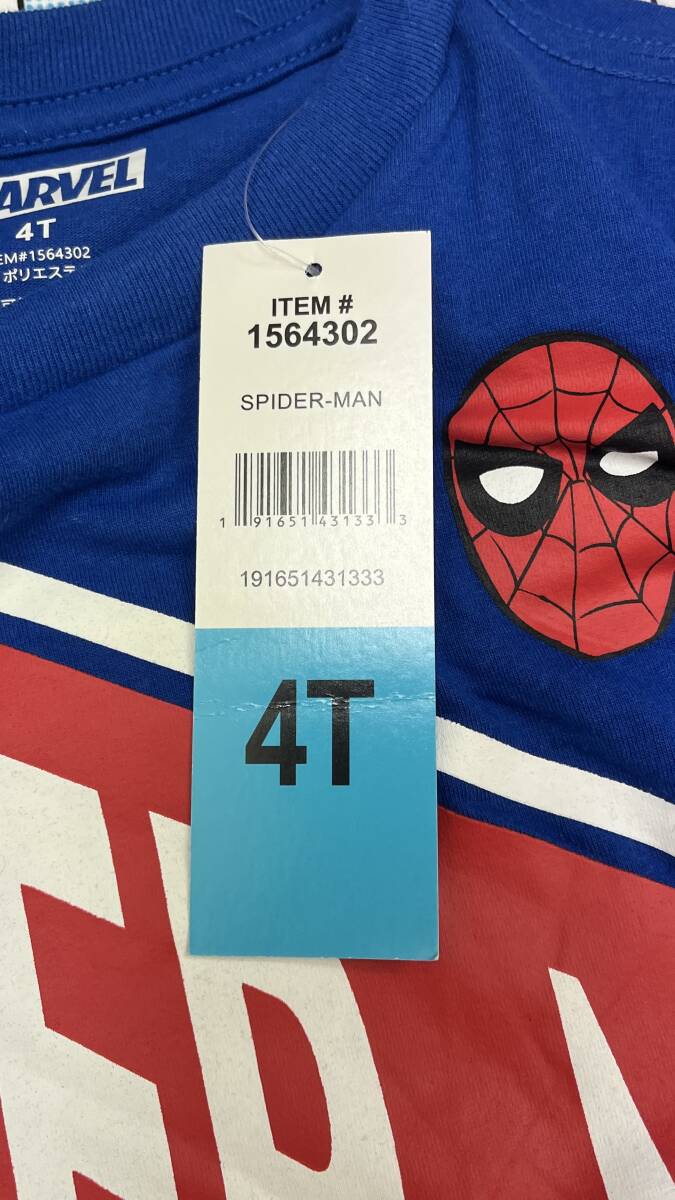 ARVEL
4T
EM#1564302
ポリエステ
ITEM #
1564302
SPIDER-MAN
1 91651 43133 3
191651431333
4T